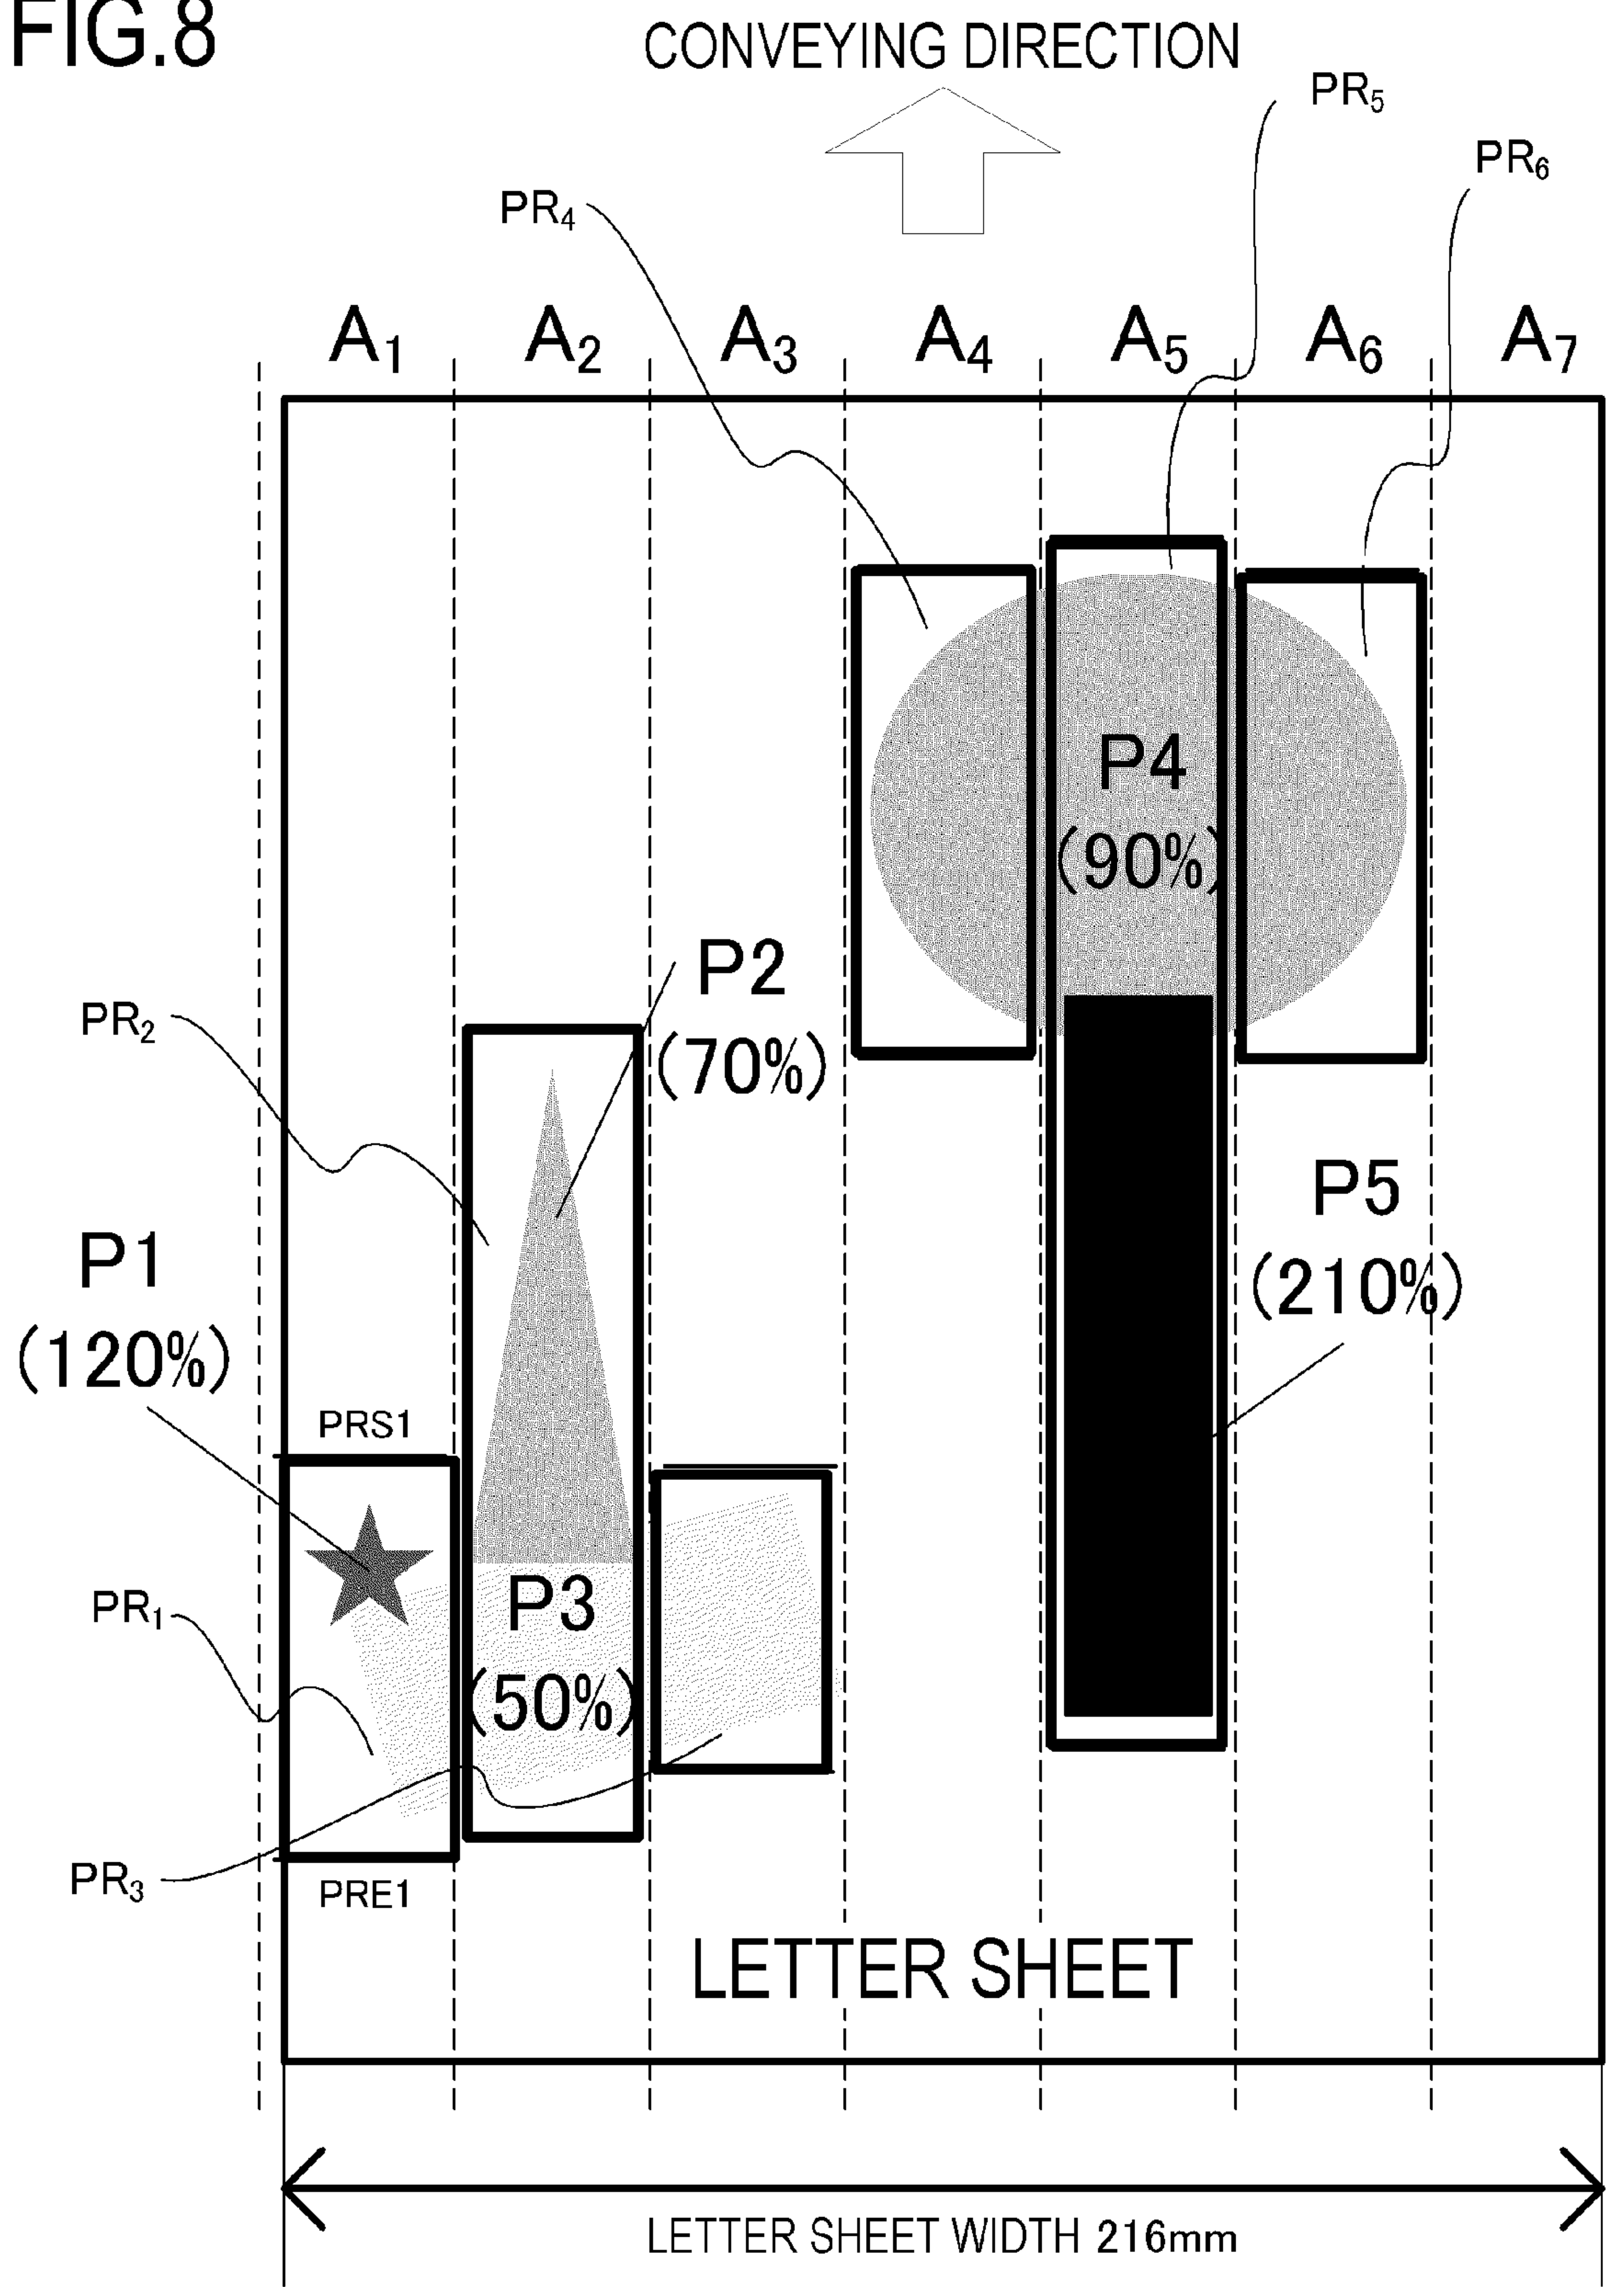 FIG.8
CONVEYING DIRECTION
PR5
PR6
PR4
A1 A2 A3 A4 A5 A6 A7
P4
(90%)
P2
(70%)
PR2
P5
(210%)
P1
(120%)
PRS1
P3
(50%)
PR1
PR3
PRE1
LETTER SHEET
LETTER SHEET WIDTH 216mm